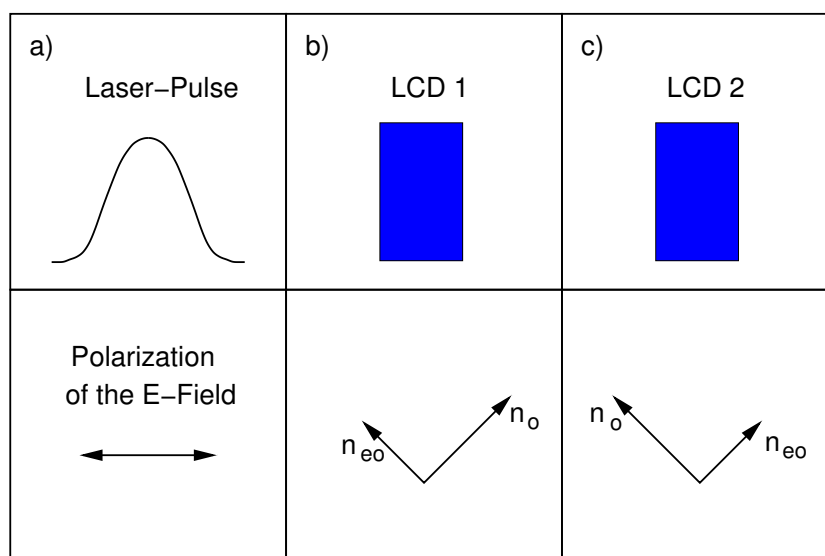 a)
Laser−Pulse
b)
LCD 1
c)
LCD 2
Polarization
of the E−Field
n eo
n o
n o
n eo